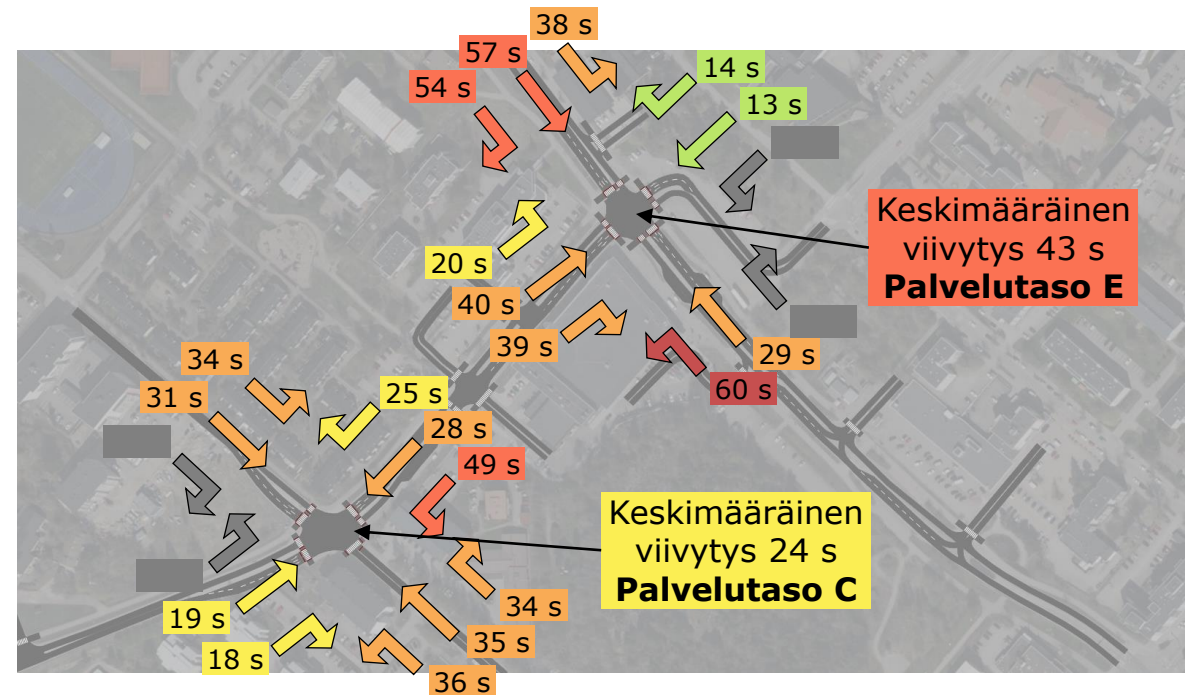 38 s
57 s
54 s
14 s
13 s
Keskimääräinen
viivytys 43 s
Palvelutaso E
20 s
40 s
39 s
29 s
60 s
34 s
31 s
25 s
28 s
49 s
Keskimääräinen
viivytys 24 s
Palvelutaso C
19 s
18 s
34 s
35 s
36 s